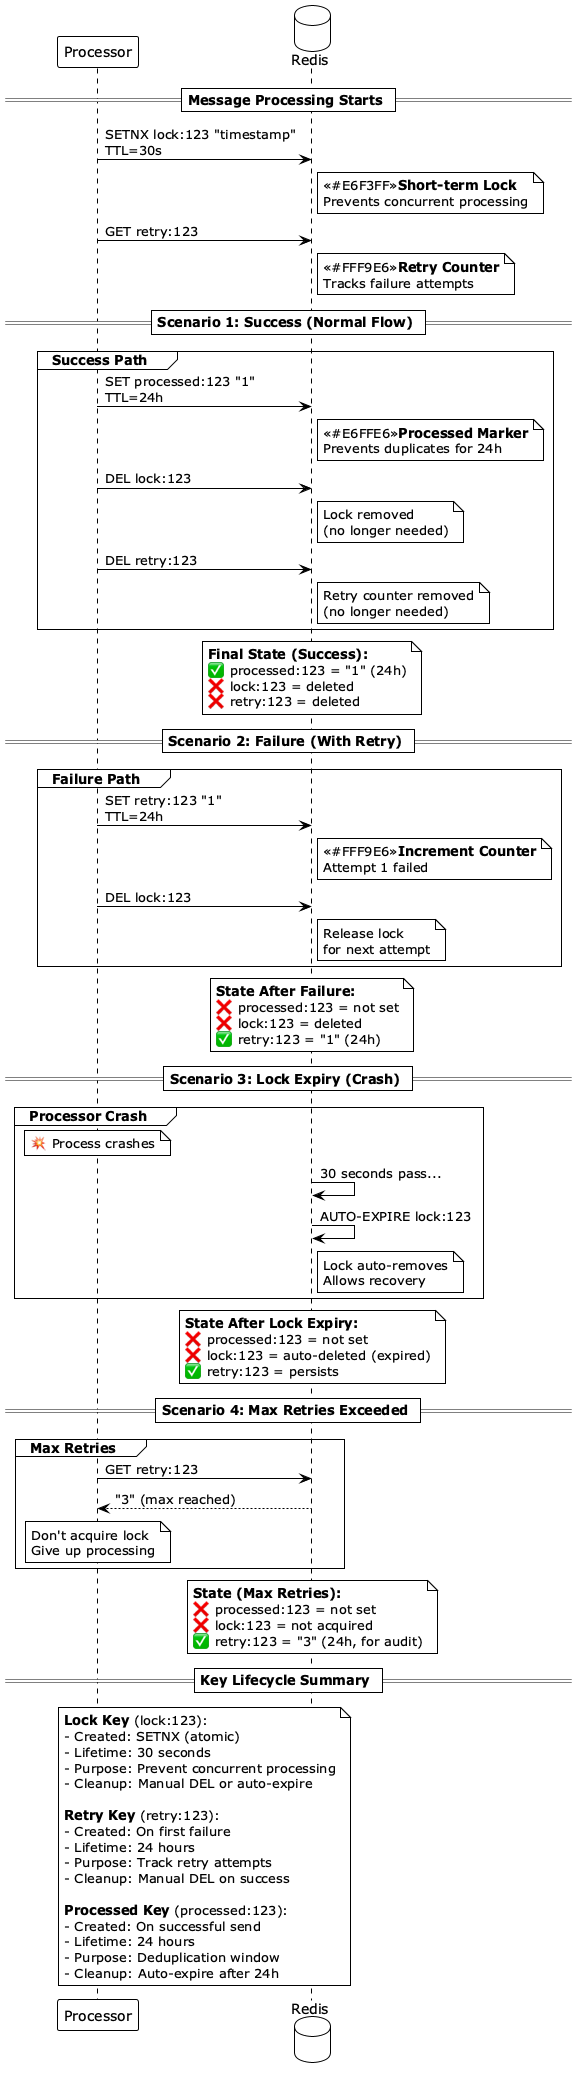 Redis
Processor
Message Processing Starts
SETNX lock:123 "timestamp"
TTL=30s
«#E6F3FF»Short-term Lock
Prevents concurrent processing
GET retry:123
«#FFF9E6»Retry Counter
Tracks failure attempts
Scenario 1: Success (Normal Flow)
Success Path
SET processed:123 "1"
TTL=24h
«#E6FFE6»Processed Marker
Prevents duplicates for 24h
DEL lock:123
Lock removed
(no longer needed)
DEL retry:123
Retry counter removed
(no longer needed)
Final State (Success):
✅ processed:123 = "1" (24h)
❌ lock:123 = deleted
❌ retry:123 = deleted
Scenario 2: Failure (With Retry)
Failure Path
SET retry:123 "1"
TTL=24h
«#FFF9E6»Increment Counter
Attempt 1 failed
DEL lock:123
Release lock
for next attempt
State After Failure:
❌ processed:123 = not set
❌ lock:123 = deleted
✅ retry:123 = "1" (24h)
Scenario 3: Lock Expiry (Crash)
Processor Crash
💥 Process crashes
30 seconds pass...
AUTO-EXPIRE lock:123
Lock auto-removes
Allows recovery
State After Lock Expiry:
❌ processed:123 = not set
❌ lock:123 = auto-deleted (expired)
✅ retry:123 = persists
Scenario 4: Max Retries Exceeded
Max Retries
GET retry:123
"3" (max reached)
Don't acquire lock
Give up processing
State (Max Retries):
❌ processed:123 = not set
❌ lock:123 = not acquired
✅ retry:123 = "3" (24h, for audit)
Key Lifecycle Summary
Lock Key (lock:123):
- Created: SETNX (atomic)
- Lifetime: 30 seconds
- Purpose: Prevent concurrent processing
- Cleanup: Manual DEL or auto-expire
Retry Key (retry:123):
- Created: On first failure
- Lifetime: 24 hours
- Purpose: Track retry attempts
- Cleanup: Manual DEL on success
Processed Key (processed:123):
- Created: On successful send
- Lifetime: 24 hours
- Purpose: Deduplication window
- Cleanup: Auto-expire after 24h
Processor
Redis